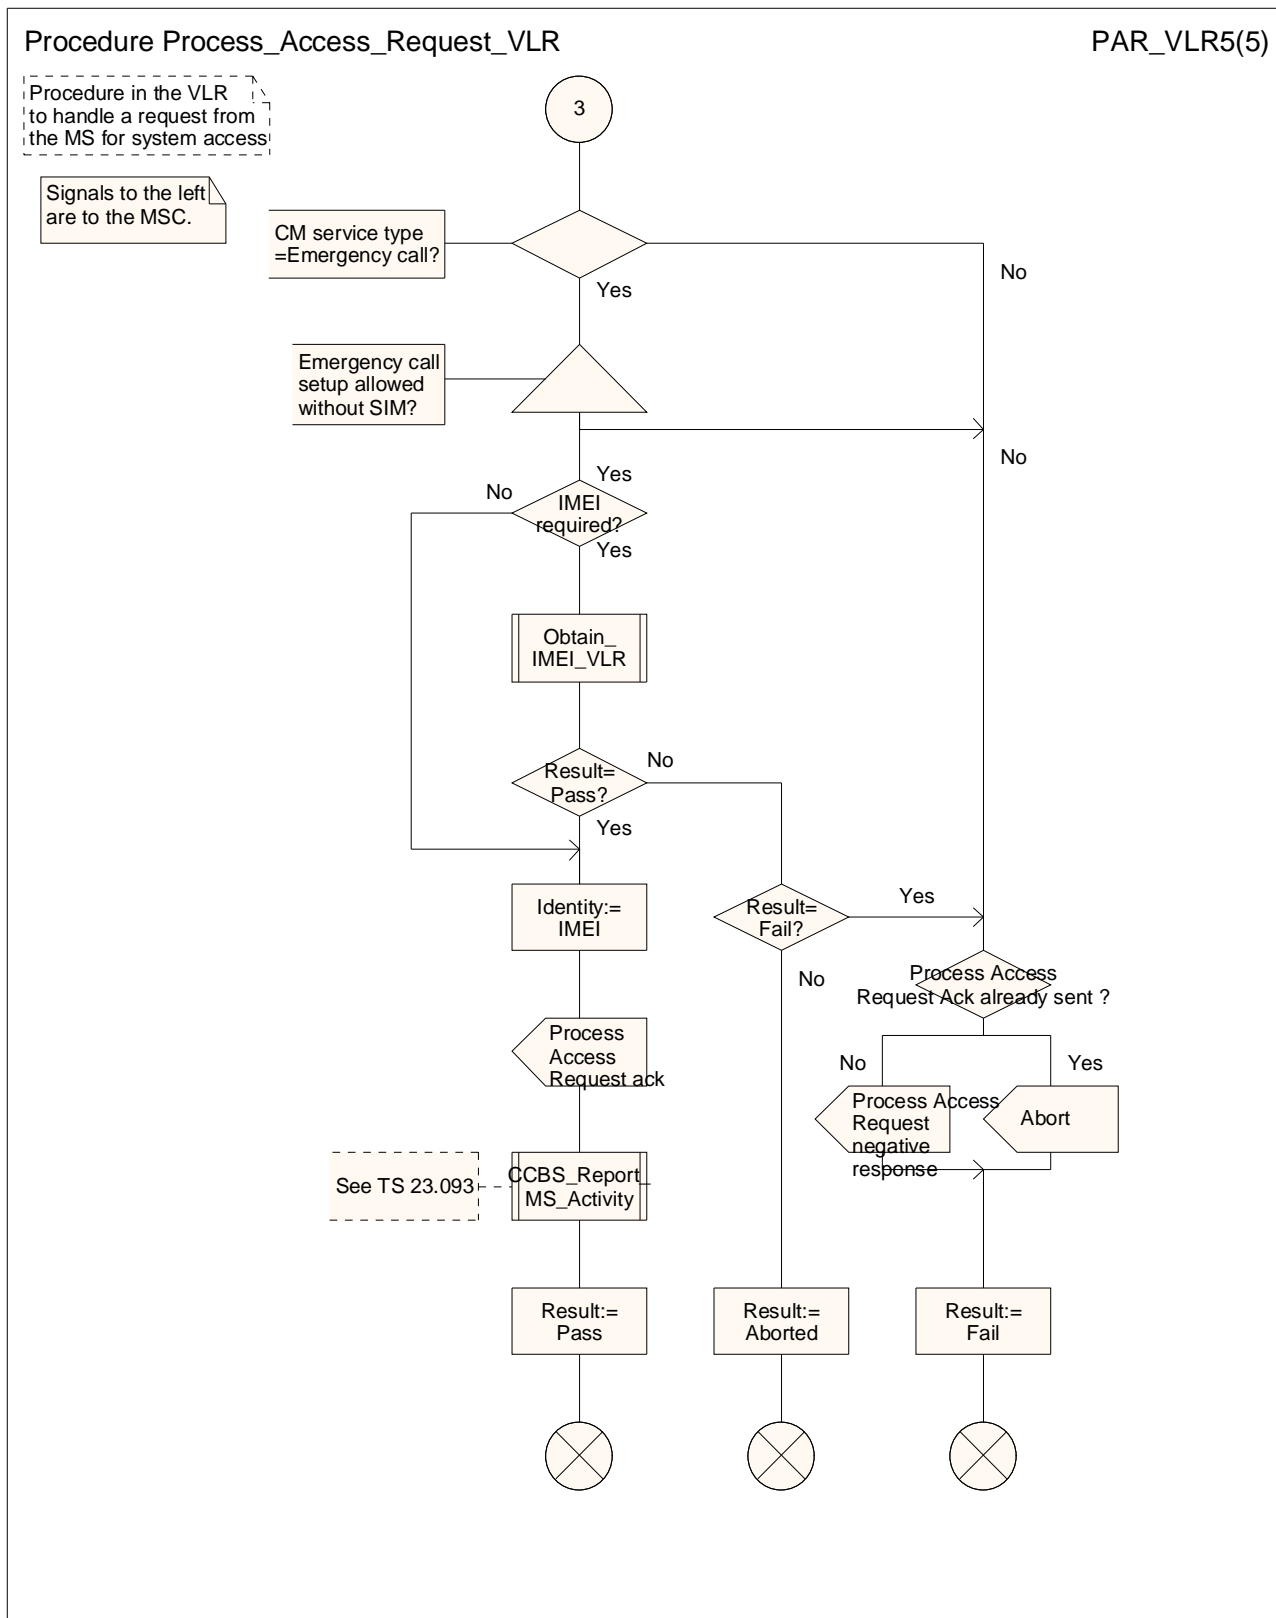 Procedure Process_Access_Request_VLR
PAR_VLR5(5)
Procedure in the VLR
to handle a request from
the MS for system access
3
Signals to the left
are to the MSC.
CM service type
=Emergency call?
No
Yes
Emergency call
setup allowed
without SIM?
No
Yes
No
IMEI
required?
Yes
Obtain_
IMEI_VLR
No
Result=
Pass?
Yes
Identity:=
IMEI
Result=
Fail?
Yes
No
Process Access
Request Ack already sent ?
Process
Access
Request ack
No
Yes
Process Access
Request
negative
response
Abort
See TS 23.093
CCBS_Report_
MS_Activity
Result:=
Pass
Result:=
Aborted
Result:=
Fail